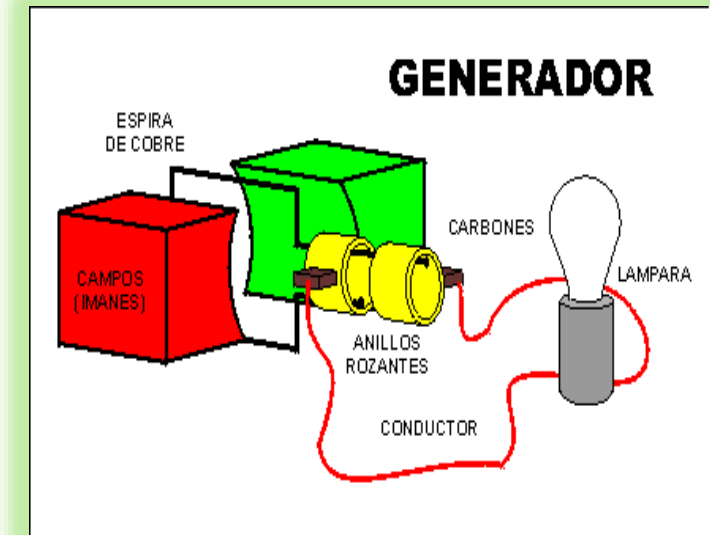 GENERADOR
ESPIRA
DE COBRE
CARBONES
CAMPOS
(IMANES)
LAMPARA
ANILLOS
ROZANTES
CONDUCTOR